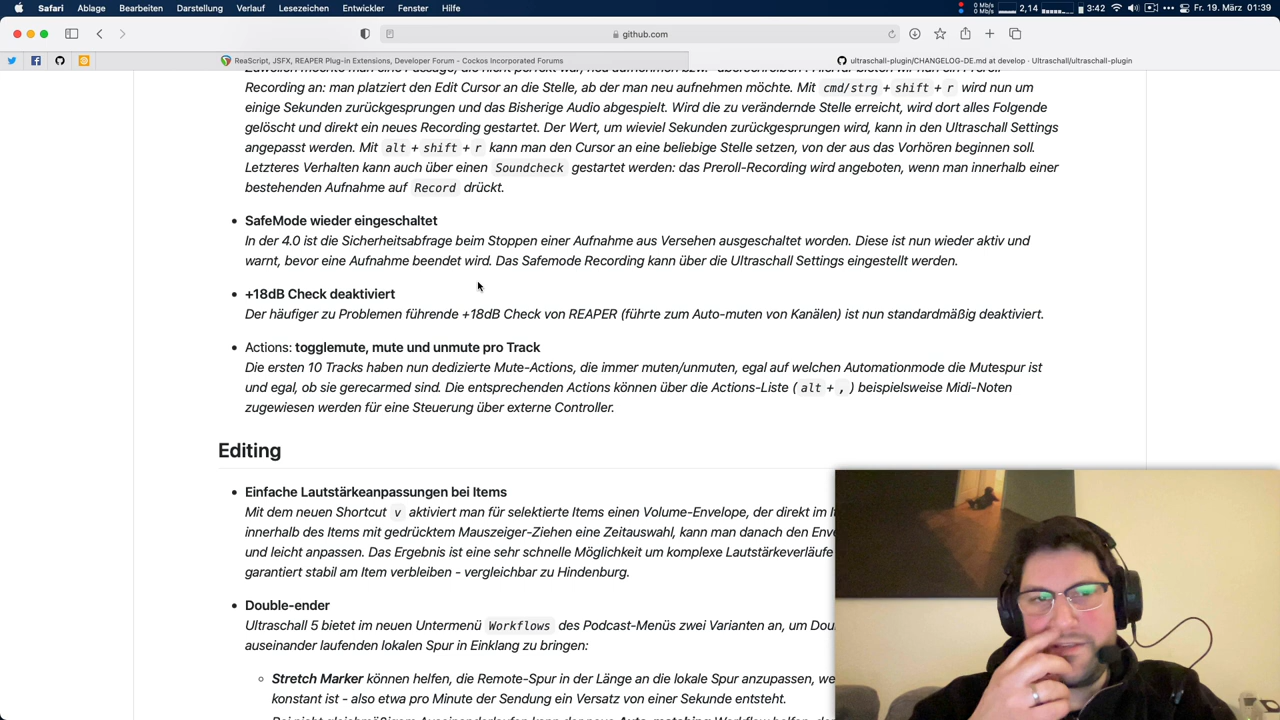 Safari Ablage Bearbeiten Darstellung Verlauf Lesezeichen Entwickler Fenster Hilfe 0 Mb/s 0 Mb/s 2,14 3:42 Fr. 19. März 01:39
github.com
ReaScript, JSFX, REAPER Plug-in Extensions, Developer Forum - Cockos Incorporated Forums
ultraschall-plugin/CHANGELOG-DE.md at develop · Ultraschall/ultraschall-plugin
Recording an: man platziert den Edit Cursor an die Stelle, ab der man neu aufnehmen möchte. Mit cmd/strg + shift + r wird nun um
einige Sekunden zurückgesprungen und das Bisherige Audio abgespielt. Wird die zu verändernde Stelle erreicht, wird dort alles Folgende
gelöscht und direkt ein neues Recording gestartet. Der Wert, um wieviel Sekunden zurückgesprungen wird, kann in den Ultraschall Settings
angepasst werden. Mit alt + shift + r kann man den Cursor an eine beliebige Stelle setzen, von der aus das Vorhören beginnen soll.
Letzteres Verhalten kann auch über einen Soundcheck gestartet werden: das Preroll-Recording wird angeboten, wenn man innerhalb einer
bestehenden Aufnahme auf Record drückt.
• SafeMode wieder eingeschaltet
In der 4.0 ist die Sicherheitsabfrage beim Stoppen einer Aufnahme aus Versehen ausgeschaltet worden. Diese ist nun wieder aktiv und
warnt, bevor eine Aufnahme beendet wird. Das Safemode Recording kann über die Ultraschall Settings eingestellt werden.
• +18dB Check deaktiviert
Der häufiger zu Problemen führende +18dB Check von REAPER (führte zum Auto-muten von Kanälen) ist nun standardmäßig deaktiviert.
• Actions: togglemute, mute und unmute pro Track
Die ersten 10 Tracks haben nun dedizierte Mute-Actions, die immer muten/unmuten, egal auf welchen Automationmode die Mutespur ist
und egal, ob sie gerecarmed sind. Die entsprechenden Actions können über die Actions-Liste ( alt + , ) beispielsweise Midi-Noten
zugewiesen werden für eine Steuerung über externe Controller.
Editing
• Einfache Lautstärkeanpassungen bei Items
Mit dem neuen Shortcut v aktiviert man für selektierte Items einen Volume-Envelope, der direkt im
innerhalb des Items mit gedrücktem Mauszeiger-Ziehen eine Zeitauswahl, kann man danach den
und leicht anpassen. Das Ergebnis ist eine sehr schnelle Möglichkeit um komplexe Lautstärkeverläufe
garantiert stabil am Item verbleiben - vergleichbar zu Hindenburg.
• Double-ender
Ultraschall 5 bietet im neuen Untermenü Workflows des Podcast-Menüs zwei Varianten an, um
auseinander laufenden lokalen Spur in Einklang zu bringen:
◦ Stretch Marker können helfen, die Remote-Spur in der Länge an die lokale Spur anzupassen,
konstant ist - also etwa pro Minute der Sendung ein Versatz von einer Sekunde entsteht.